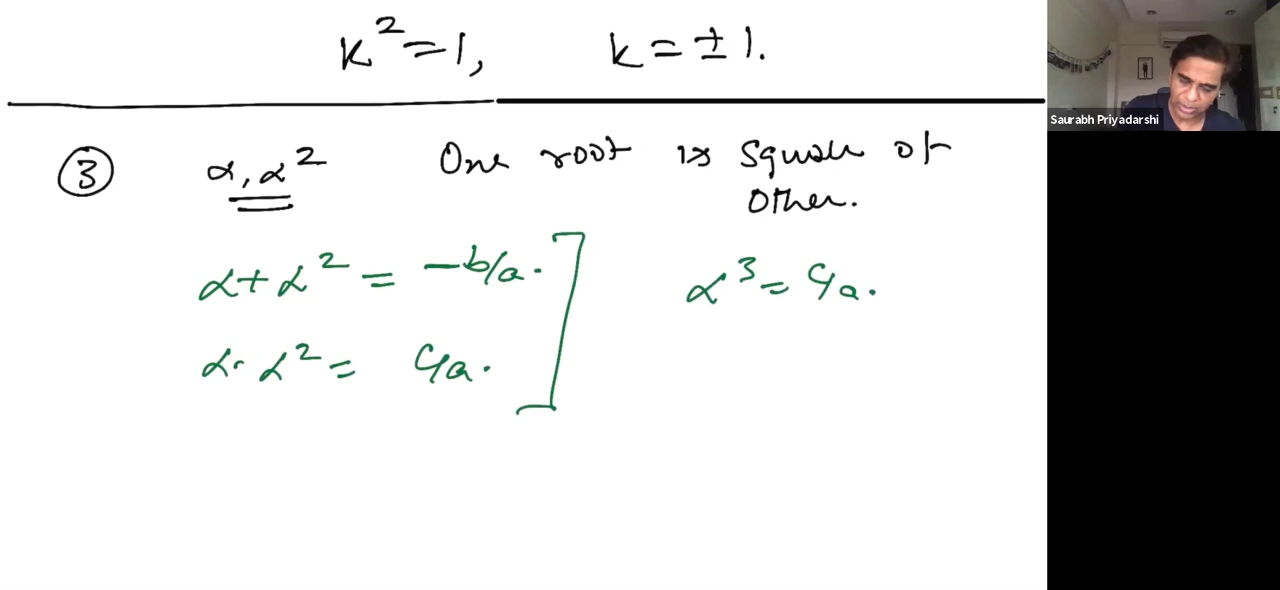 k² = 1, k = ± 1.
Saurabh Priyadarshi
③ α, α² One root is square of
other.
α + α² = -b/a.
α³ = c/a.
α · α² = c/a.